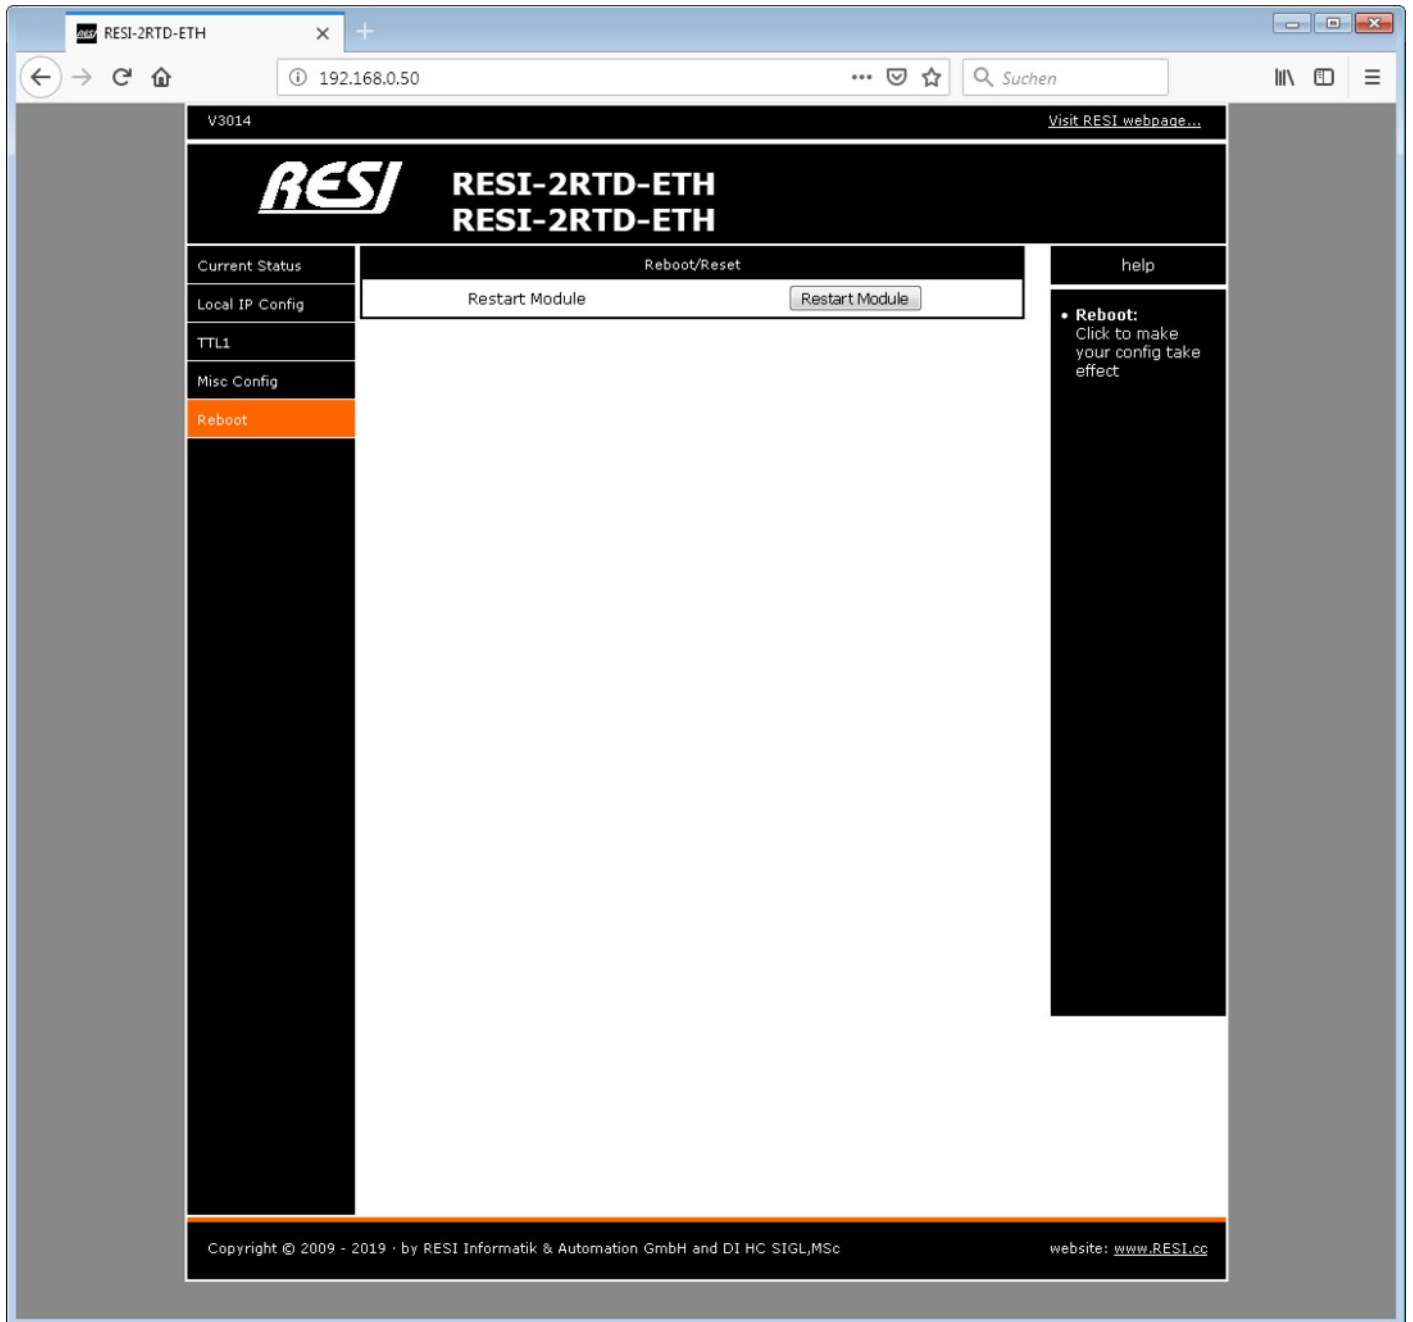 RESI RESI-2RTD-ETH
192.168.0.50
Suchen
V3014
Visit RESI webpage...
RESI
RESI-2RTD-ETH
RESI-2RTD-ETH
Current Status
Local IP Config
TTL1
Misc Config
Reboot
Reboot/Reset
Restart Module
Restart Module
help
• Reboot:
Click to make
your config take
effect
Copyright © 2009 - 2019 · by RESI Informatik & Automation GmbH and DI HC SIGL,MSc
website: www.RESI.cc